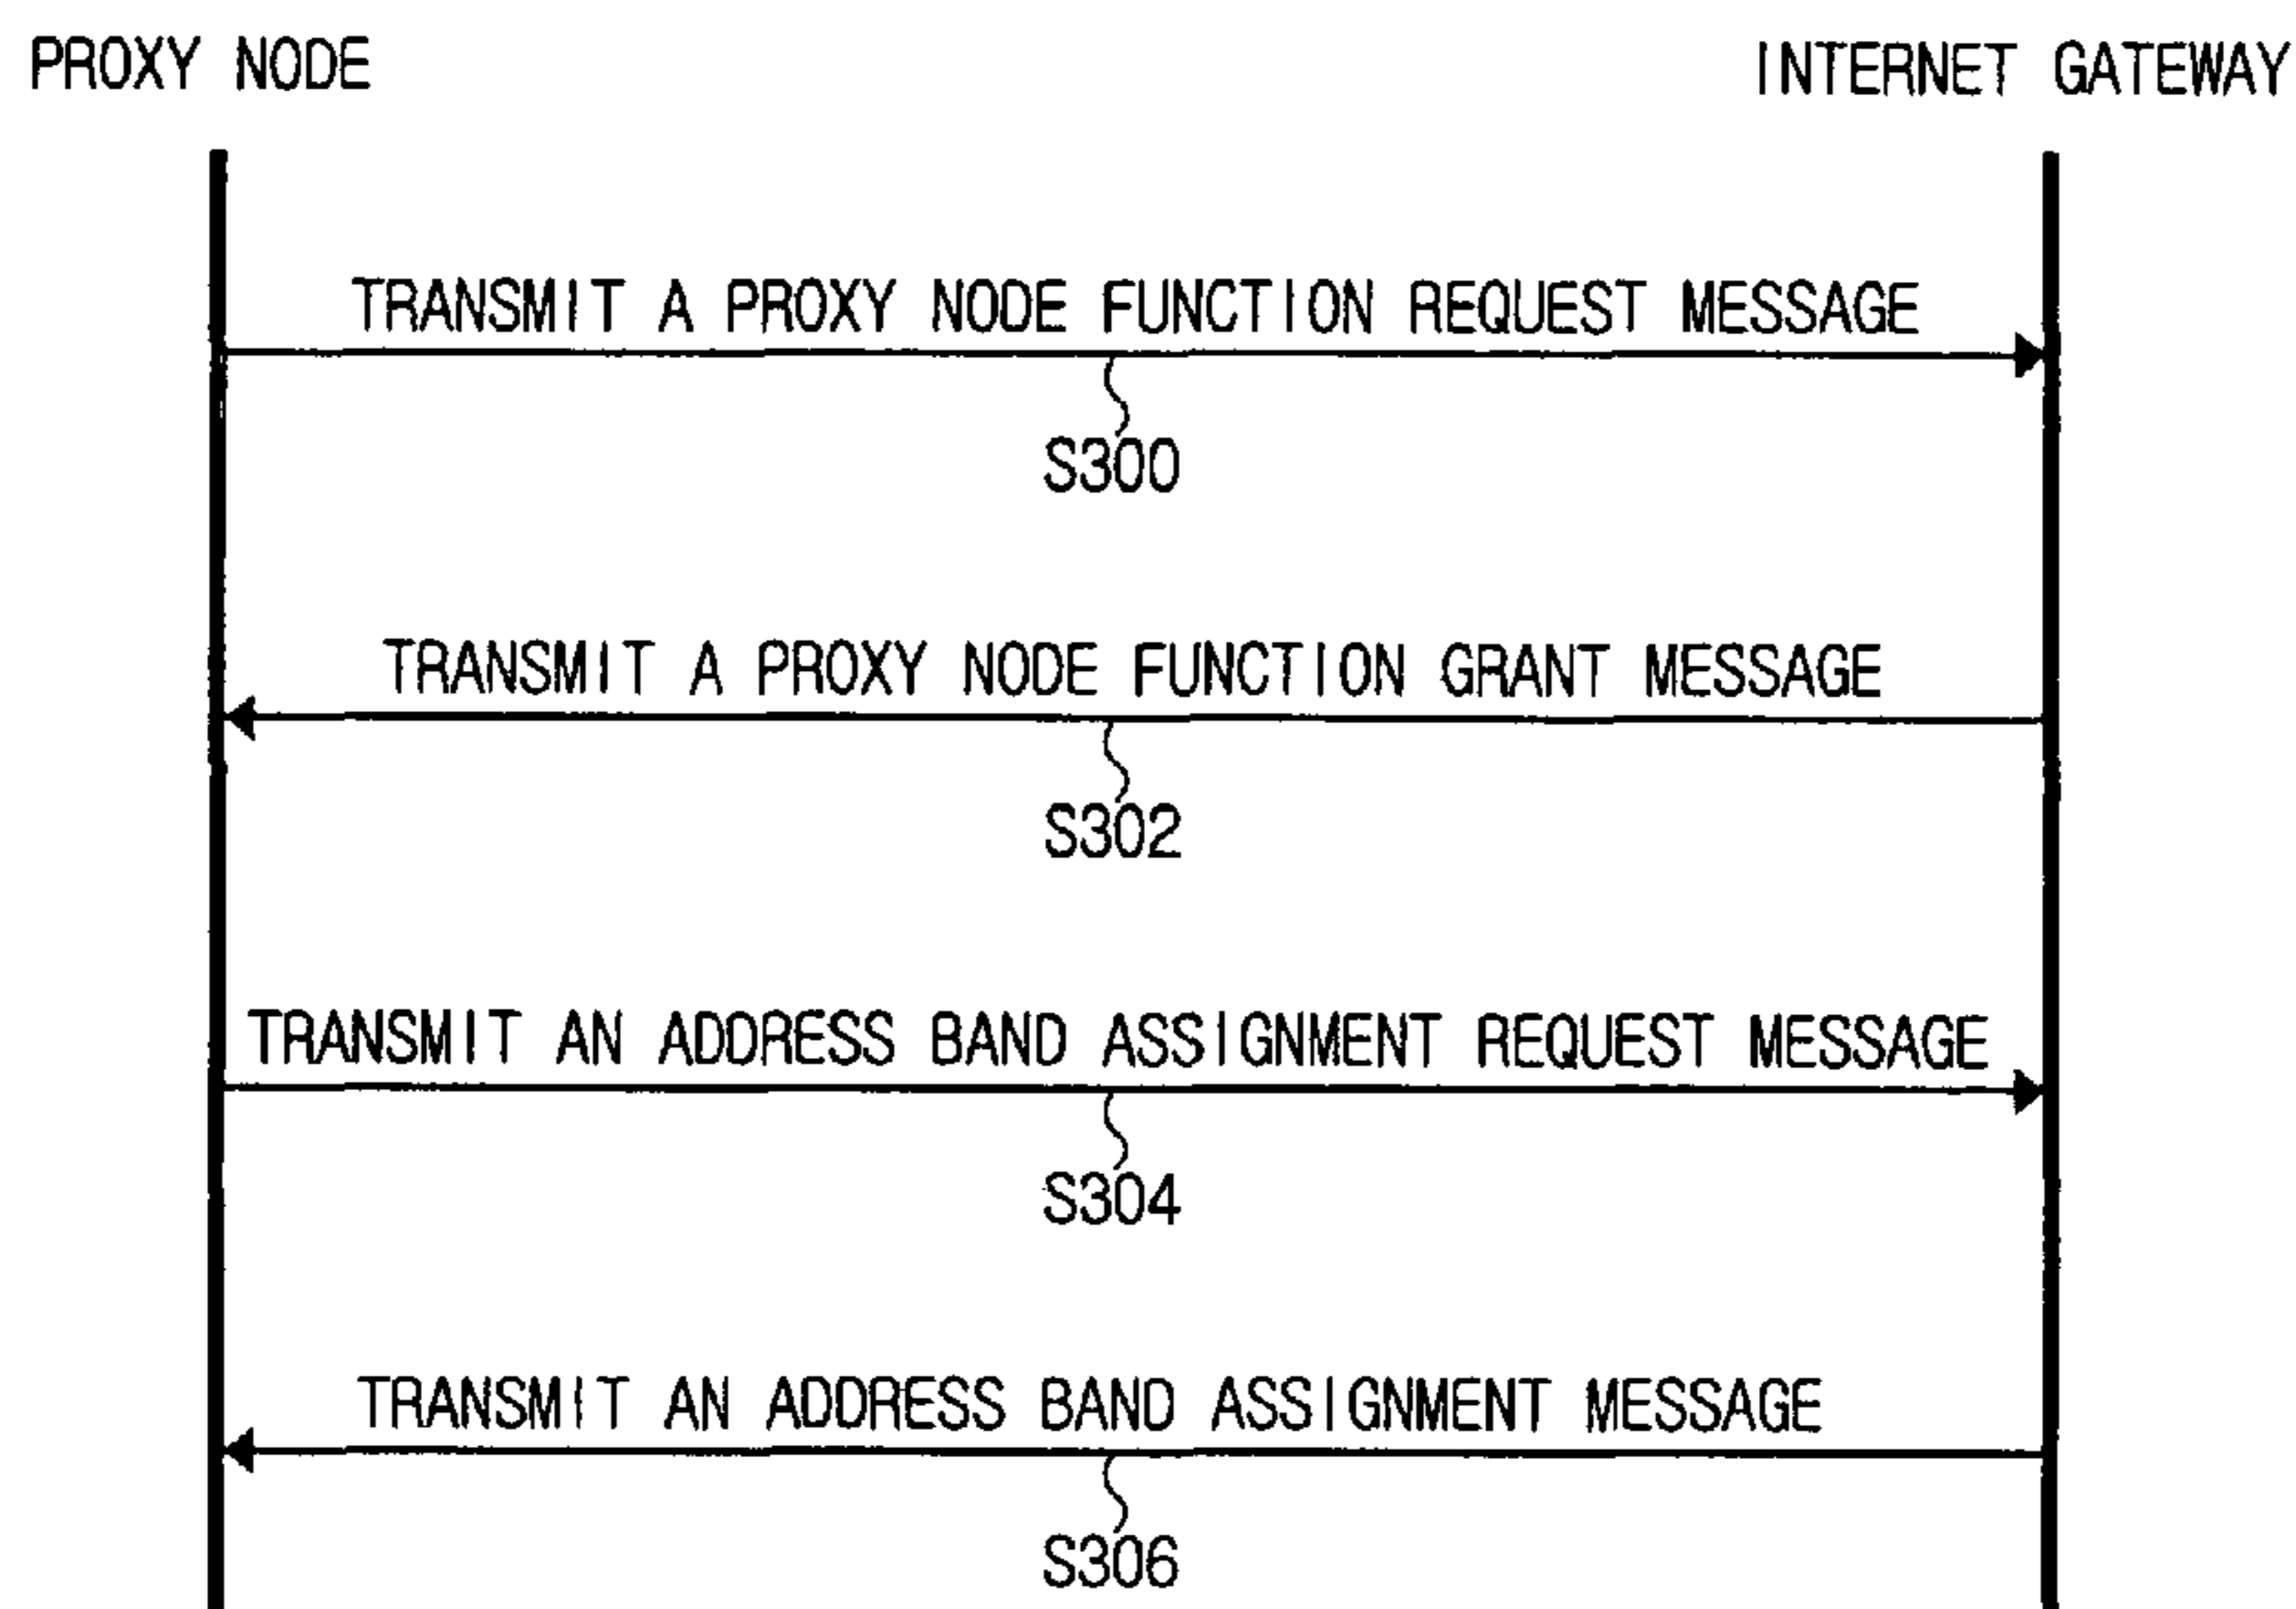 PROXY NODE
INTERNET GATEWAY
TRANSMIT A PROXY NODE FUNCTION REQUEST MESSAGE
S300
TRANSMIT A PROXY NODE FUNCTION GRANT MESSAGE
S302
TRANSMIT AN ADDRESS BAND ASSIGNMENT REQUEST MESSAGE
S304
TRANSMIT AN ADDRESS BAND ASSIGNMENT MESSAGE
S306